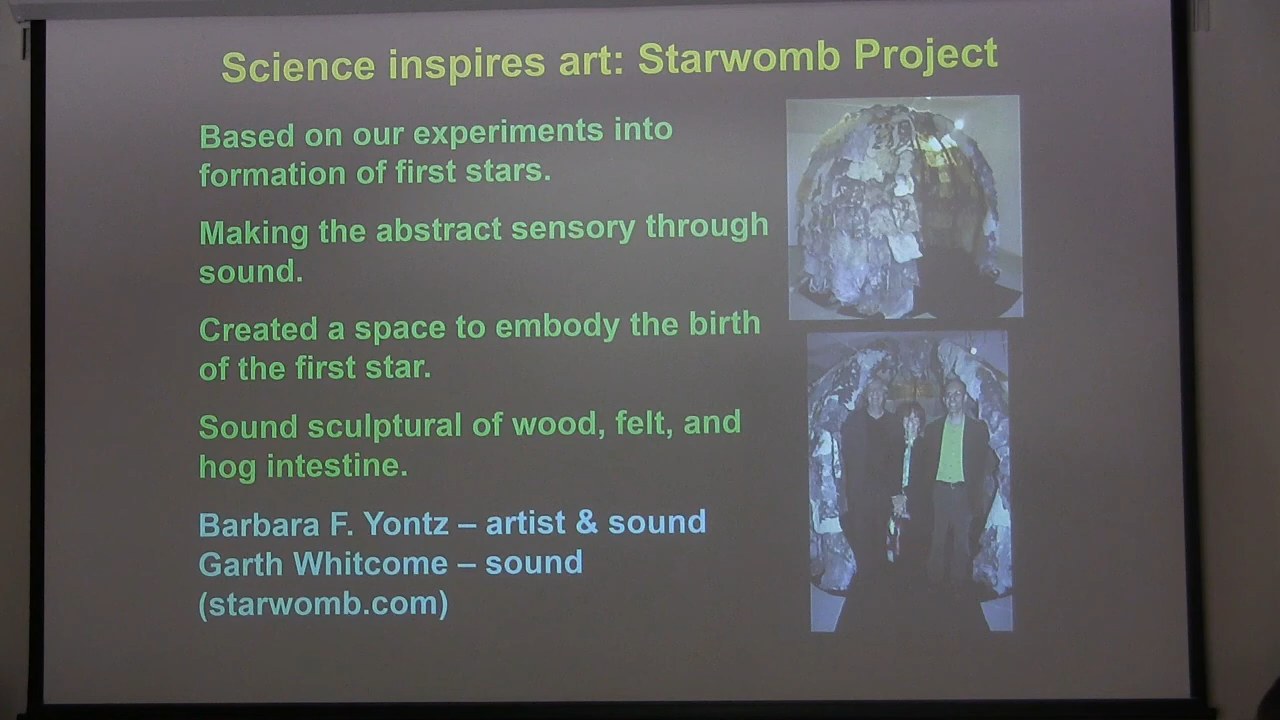 Science inspires art: Starwomb Project
Based on our experiments into
formation of first stars.
Making the abstract sensory through
sound.
Created a space to embody the birth
of the first star.
Sound sculptural of wood, felt, and
hog intestine.
Barbara F. Yontz – artist & sound
Garth Whitcome – sound
(starwomb.com)